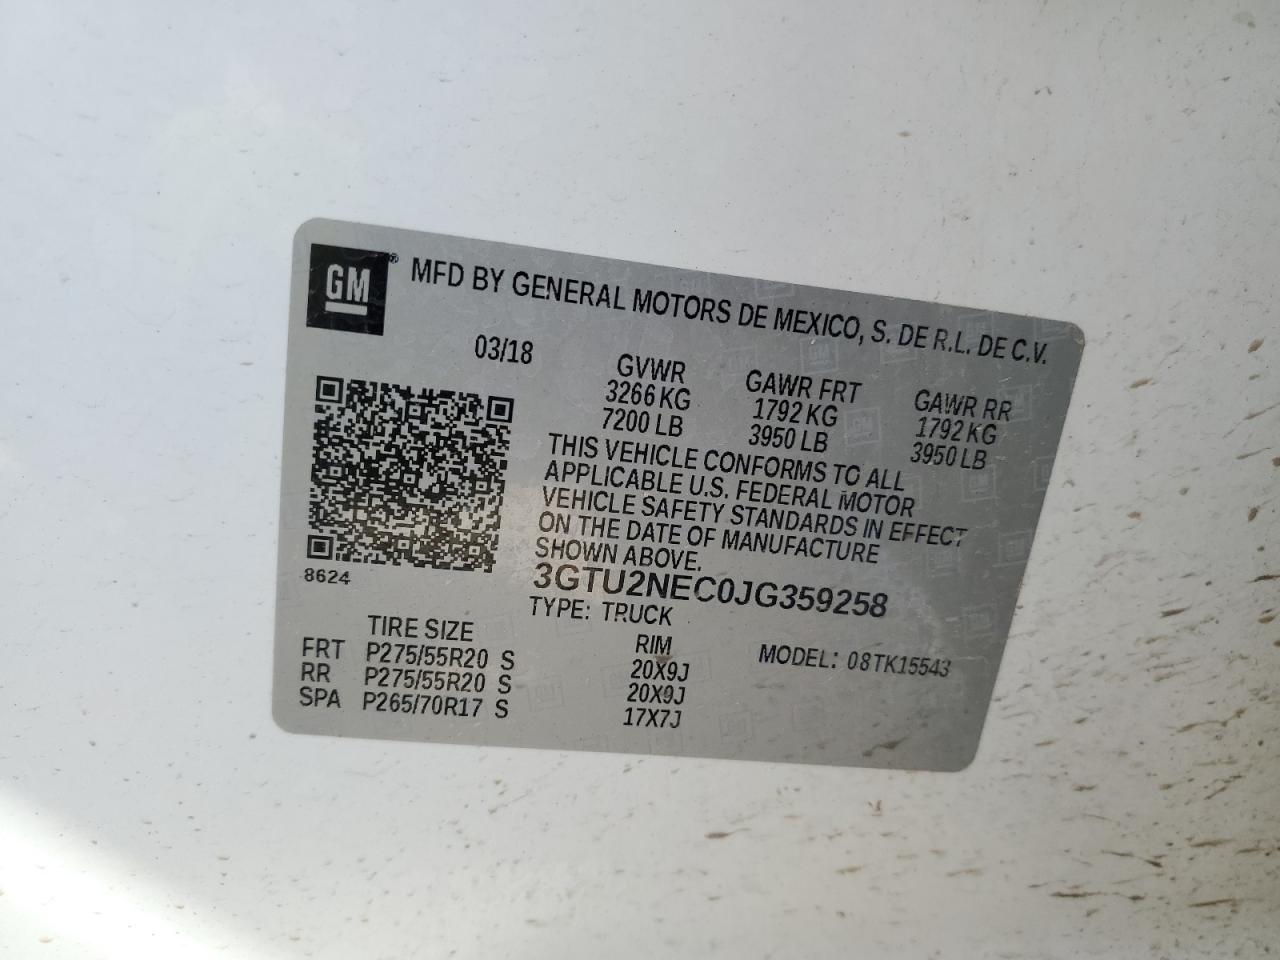 GM ® MFD BY GENERAL MOTORS DE MEXICO, S. DE R.L. DE C.V.
03/18
GVWR GAWR FRT GAWR RR
3266 KG 1792 KG 1792 KG
7200 LB 3950 LB 3950 LB
THIS VEHICLE CONFORMS TO ALL
APPLICABLE U.S. FEDERAL MOTOR
VEHICLE SAFETY STANDARDS IN EFFECT
ON THE DATE OF MANUFACTURE
SHOWN ABOVE.
8624
3GTU2NEC0JG359258
TYPE: TRUCK
TIRE SIZE RIM MODEL: 08TK15543
FRT P275/55R20 S 20X9J
RR P275/55R20 S 20X9J
SPA P265/70R17 S 17X7J